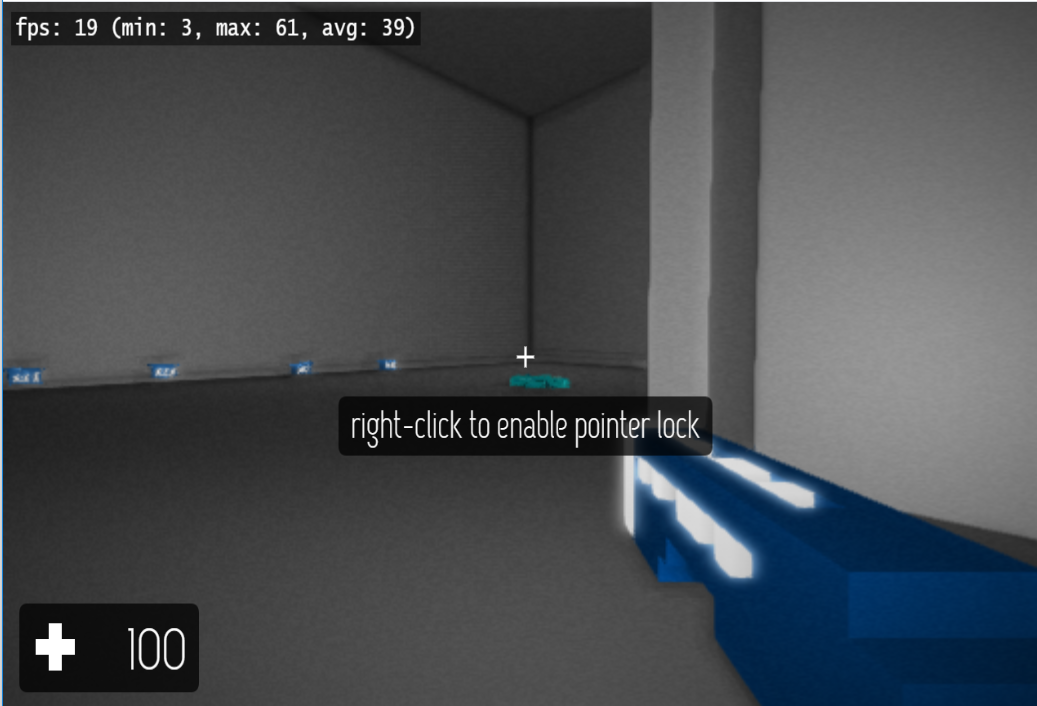 fps: 19 (min: 3, max: 61, avg: 39)
right-click to enable pointer lock
100